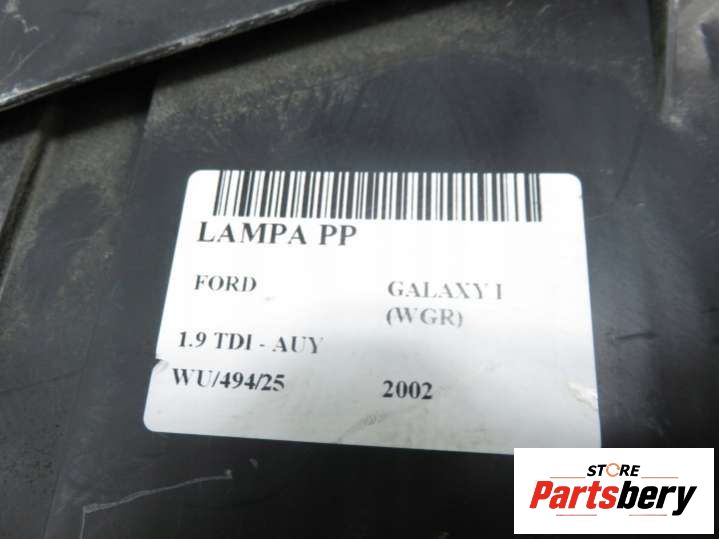 LAMPA PP
FORD GALAXY I
(WGR)
1.9 TDI - AUY
WU/494/25 2002
STORE
Partsbery